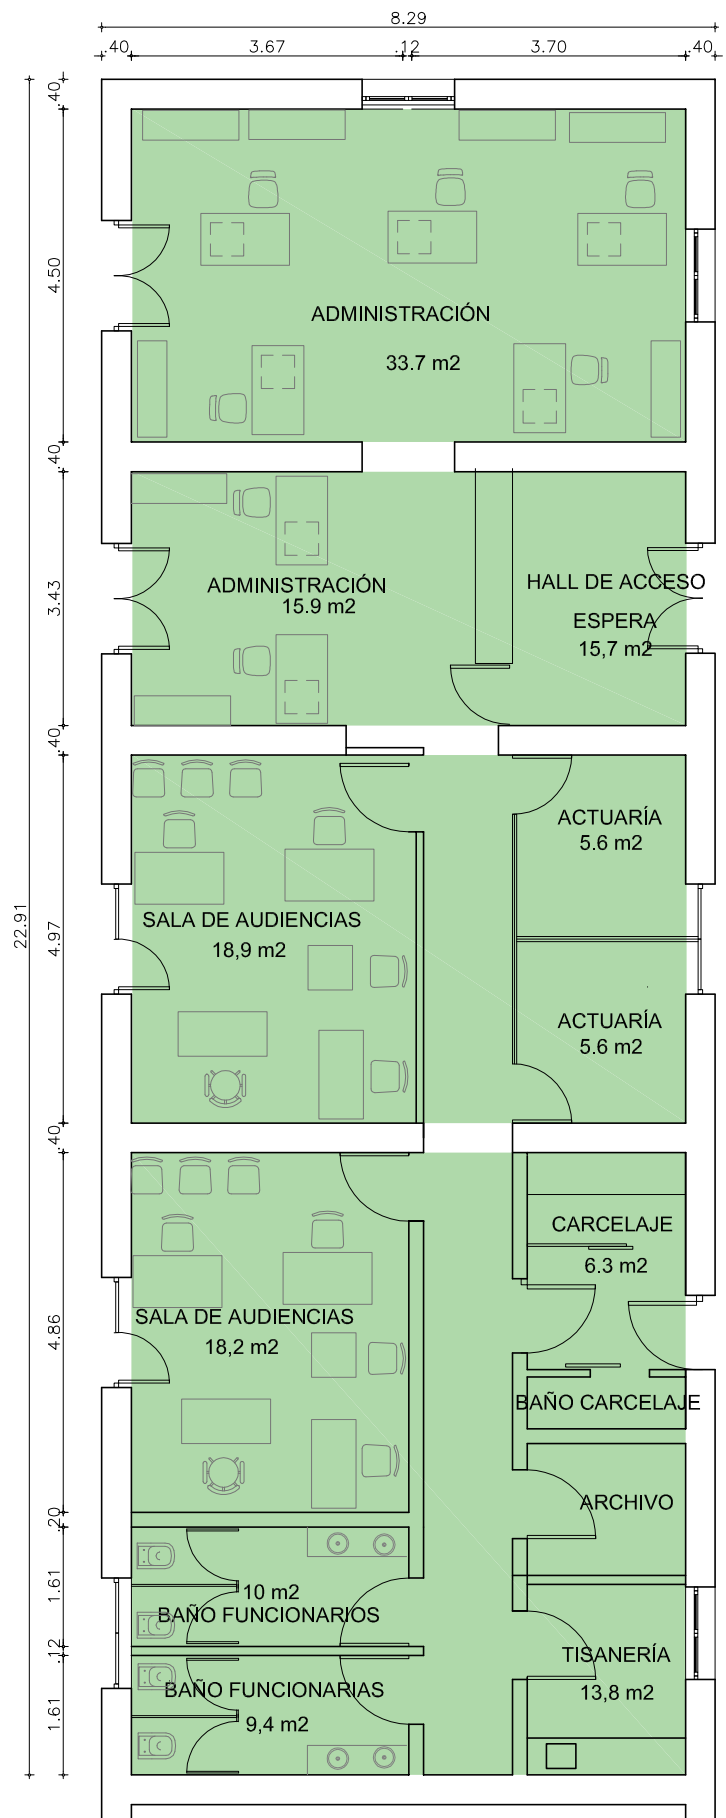 8.29
.40 3.67 .12 3.70 .40
.40
4.50
ADMINISTRACIÓN
33.7 m2
.40
3.43
ADMINISTRACIÓN
15.9 m2
HALL DE ACCESO
ESPERA
15,7 m2
.40
22.91
4.97
ACTUARÍA
5.6 m2
SALA DE AUDIENCIAS
18,9 m2
ACTUARÍA
5.6 m2
.40
4.86
CARCELAJE
6.3 m2
SALA DE AUDIENCIAS
18,2 m2
BAÑO CARCELAJE
ARCHIVO
.20
1.61
10 m2
BAÑO FUNCIONARIOS
.12
TISANERÍA
13,8 m2
1.61
BAÑO FUNCIONARIAS
9,4 m2